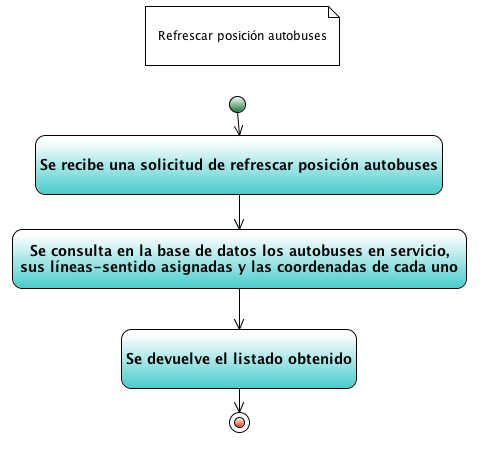 Refrescar posición autobuses
Se recibe una solicitud de refrescar posición autobuses
Se consulta en la base de datos los autobuses en servicio,
sus líneas-sentido asignadas y las coordenadas de cada uno
Se devuelve el listado obtenido